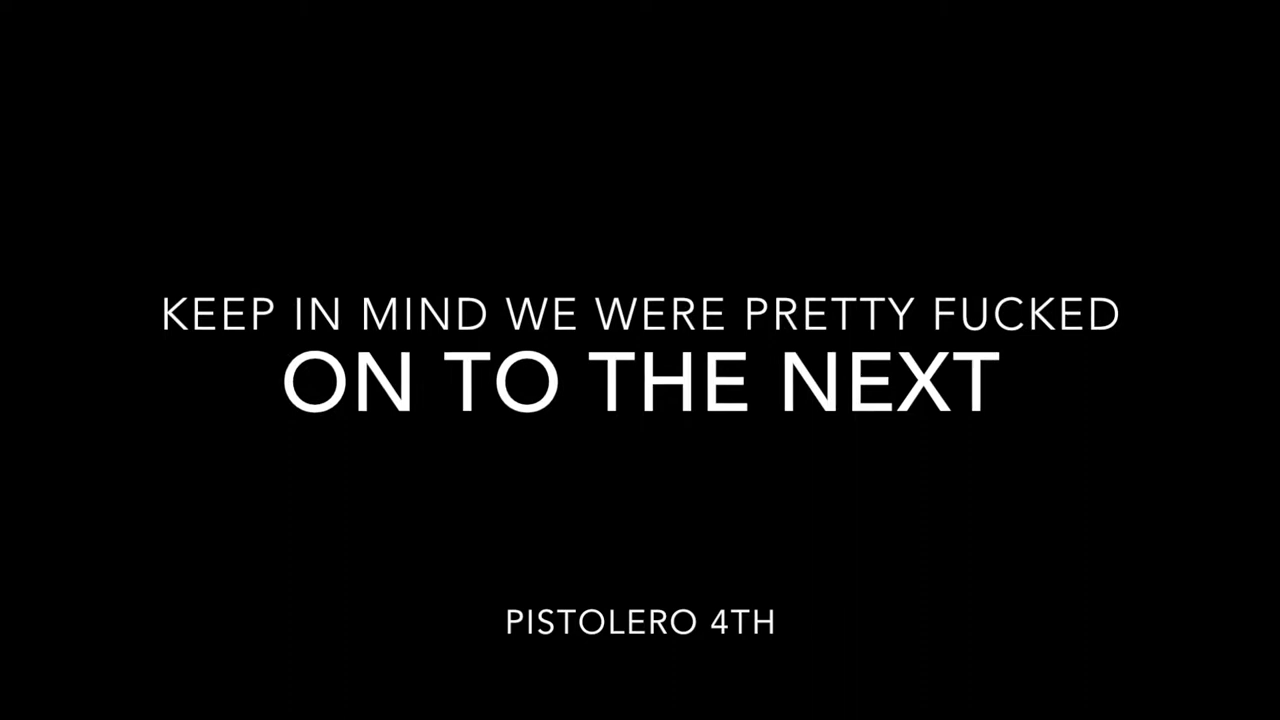 KEEP IN MIND WE WERE PRETTY FUCKED
ON TO THE NEXT
PISTOLERO 4TH